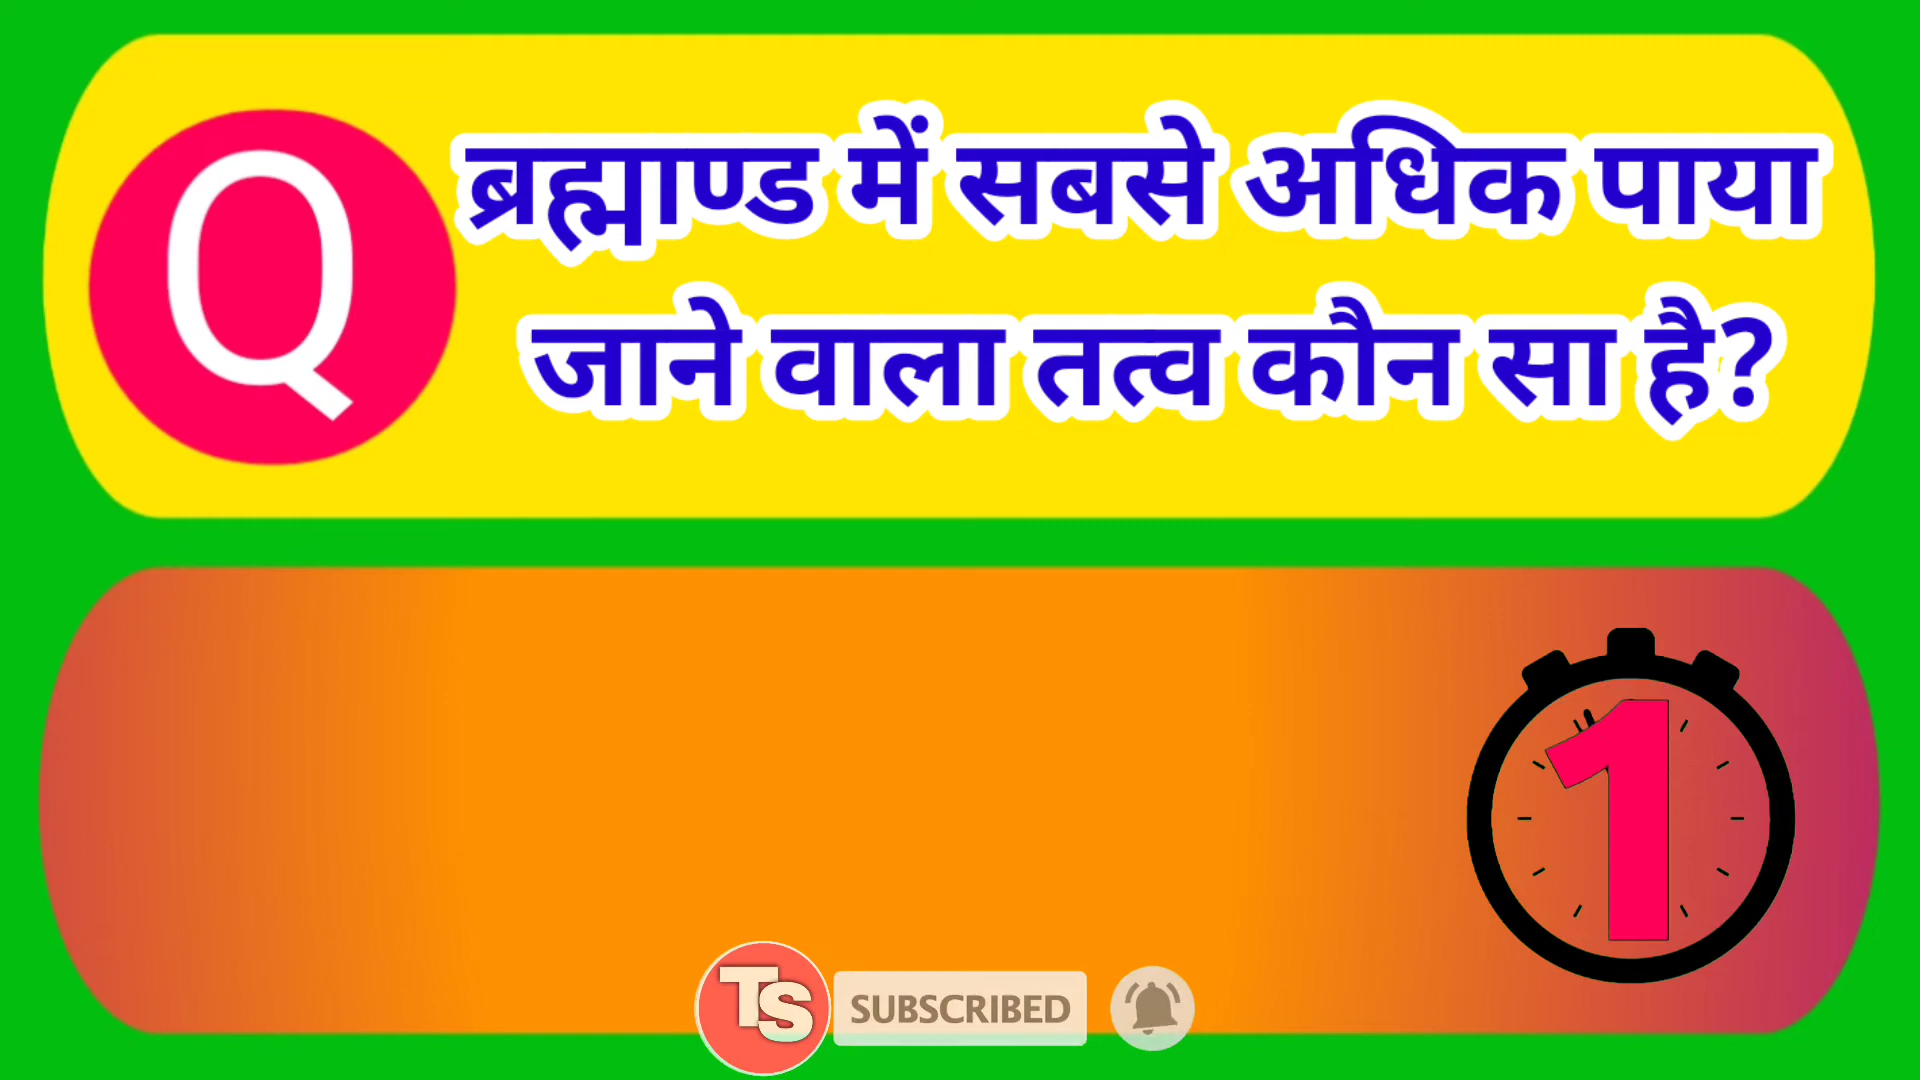 Q
ब्रह्माण्ड में सबसे अधिक पाया
जाने वाला तत्व कौन सा है?
1
TS
SUBSCRIBED